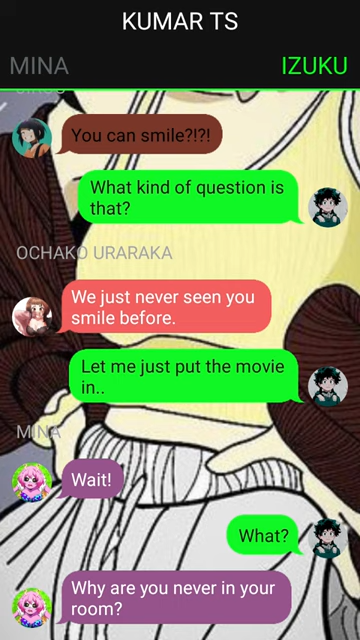 KUMAR TS
MINA
IZUKU
You can smile?!?!
What kind of question is
that?
OCHAKO URARAKA
We just never seen you
smile before.
Let me just put the movie
in..
MINA
Wait!
What?
Why are you never in your
room?